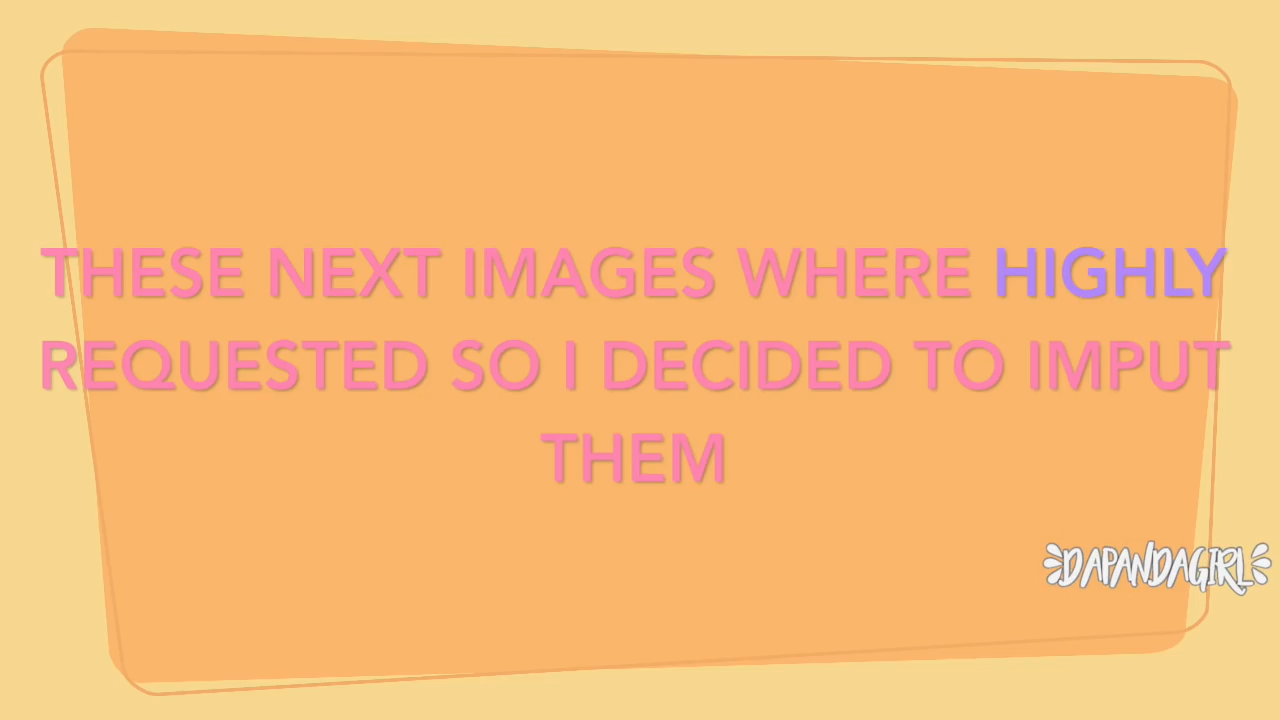 THESE NEXT IMAGES WHERE HIGHLY
REQUESTED SO I DECIDED TO IMPUT
THEM
DAPANDAGIRL